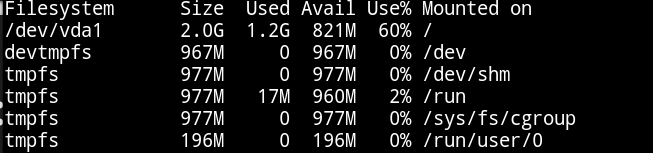 Filesystem Size Used Avail Use% Mounted on
/dev/vda1 2.0G 1.2G 821M 60% /
devtmpfs 967M 0 967M 0% /dev
tmpfs 977M 0 977M 0% /dev/shm
tmpfs 977M 17M 960M 2% /run
tmpfs 977M 0 977M 0% /sys/fs/cgroup
tmpfs 196M 0 196M 0% /run/user/0